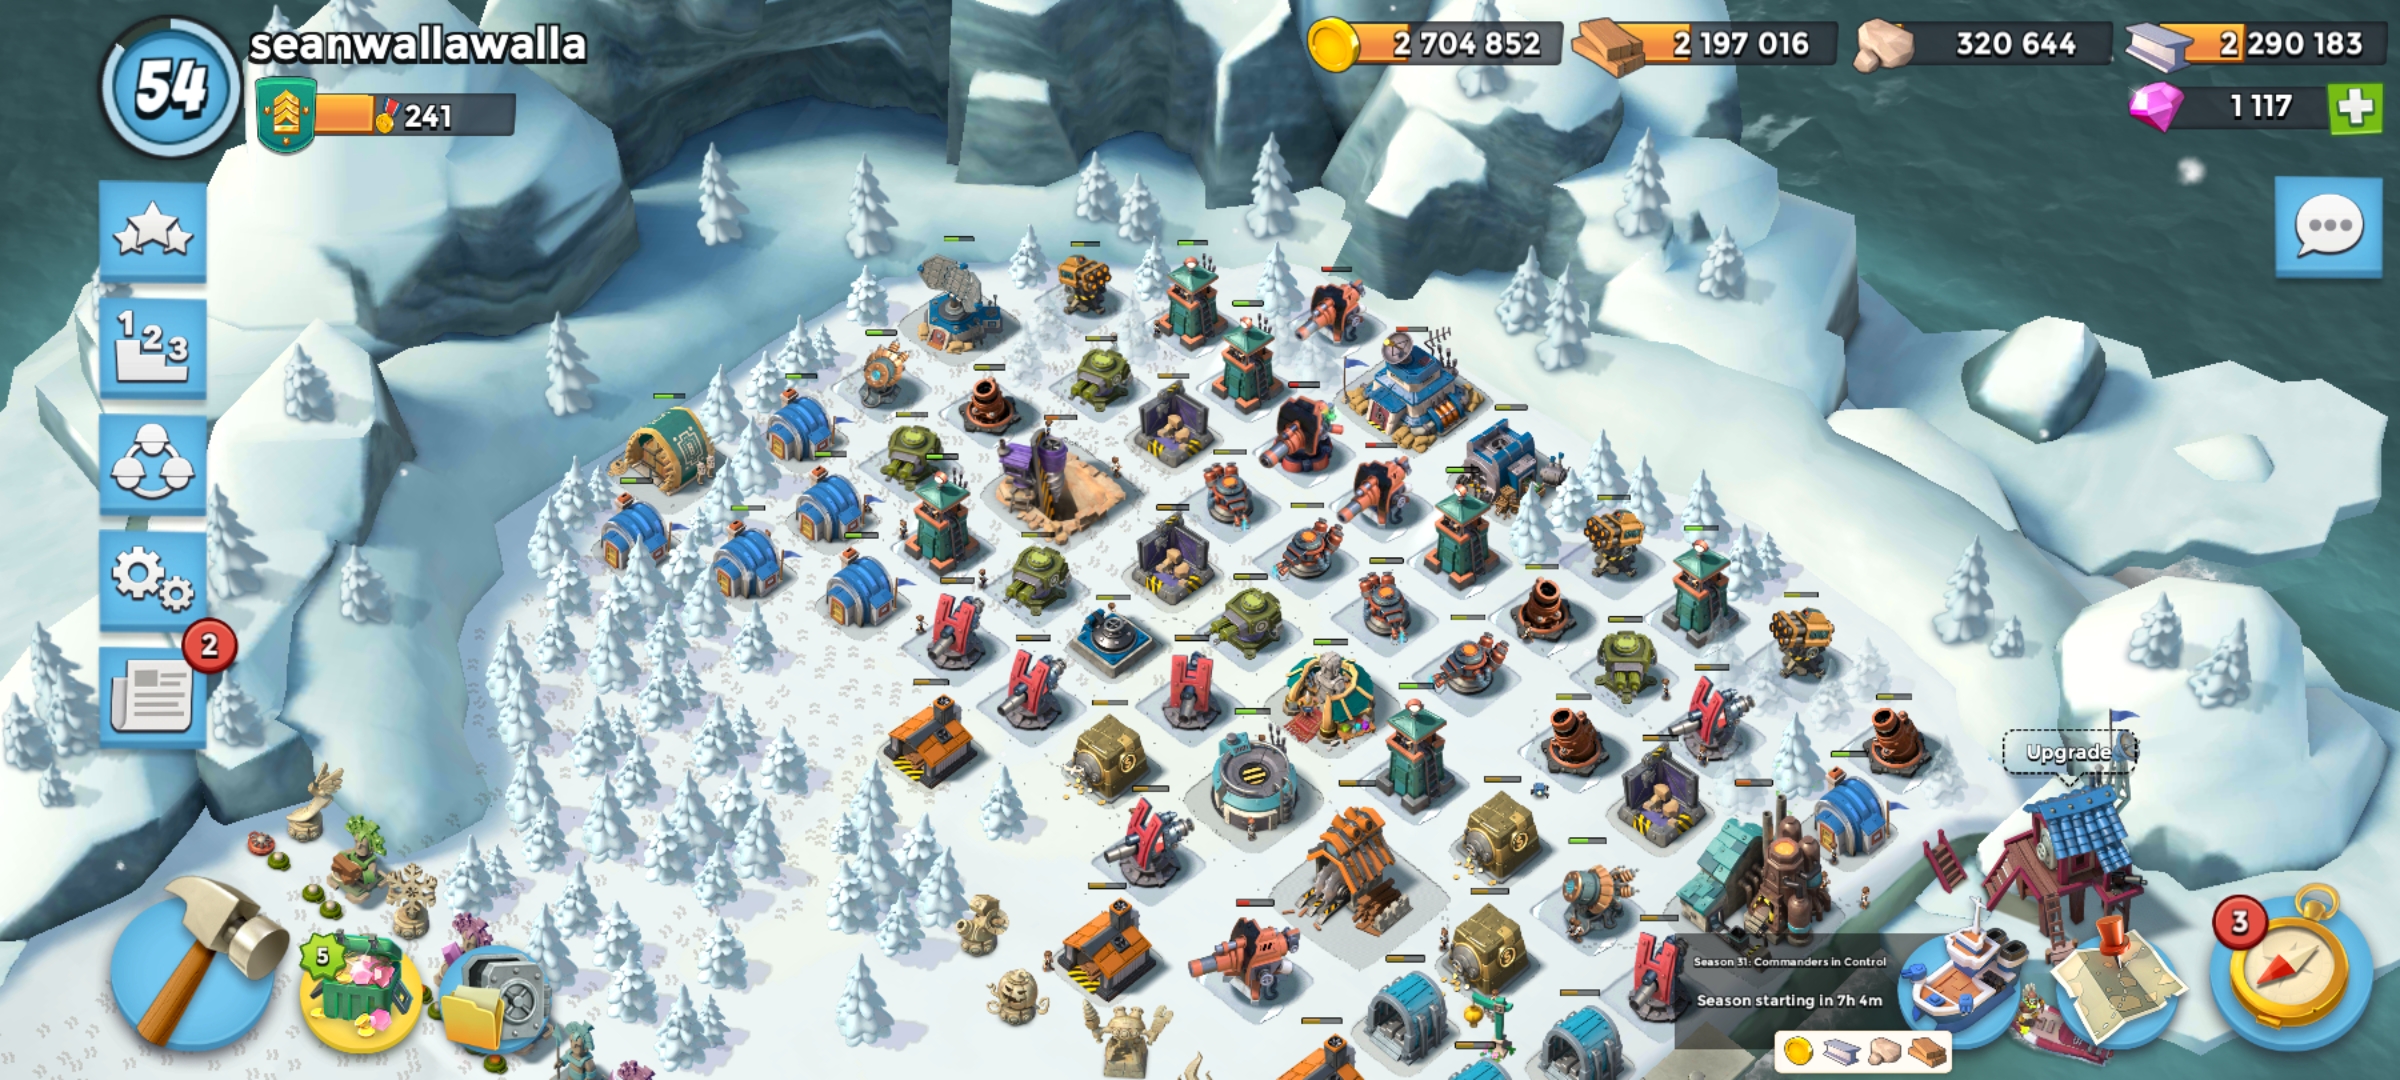 54
seanwallawalla
241
2 704 852
2 197 016
320 644
2 290 183
1 117
1 2 3
2
Upgrade
5
3
Season 31: Commanders in Control
Season starting in 7h 4m